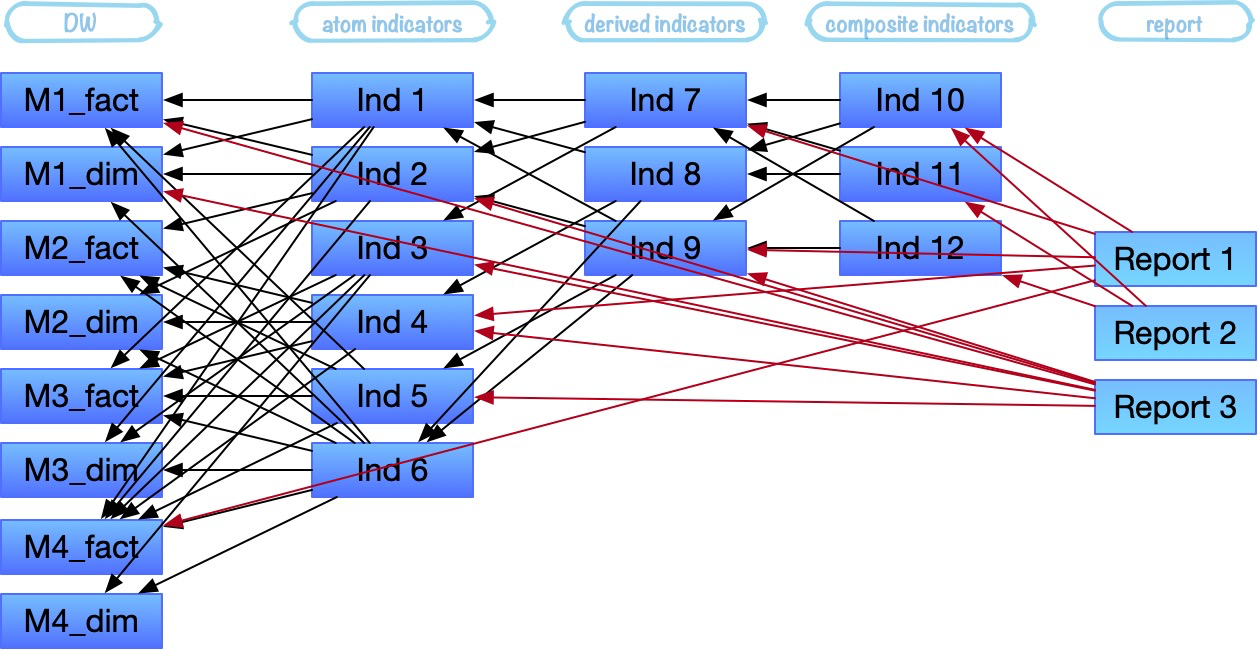 DW atom indicators derived indicators composite indicators report
M1_fact Ind 1 Ind 7 Ind 10
M1_dim Ind 2 Ind 8 Ind 11
M2_fact Ind 3 Ind 9 Ind 12 Report 1
M2_dim Ind 4 Report 2
M3_fact Ind 5 Report 3
M3_dim Ind 6
M4_fact
M4_dim